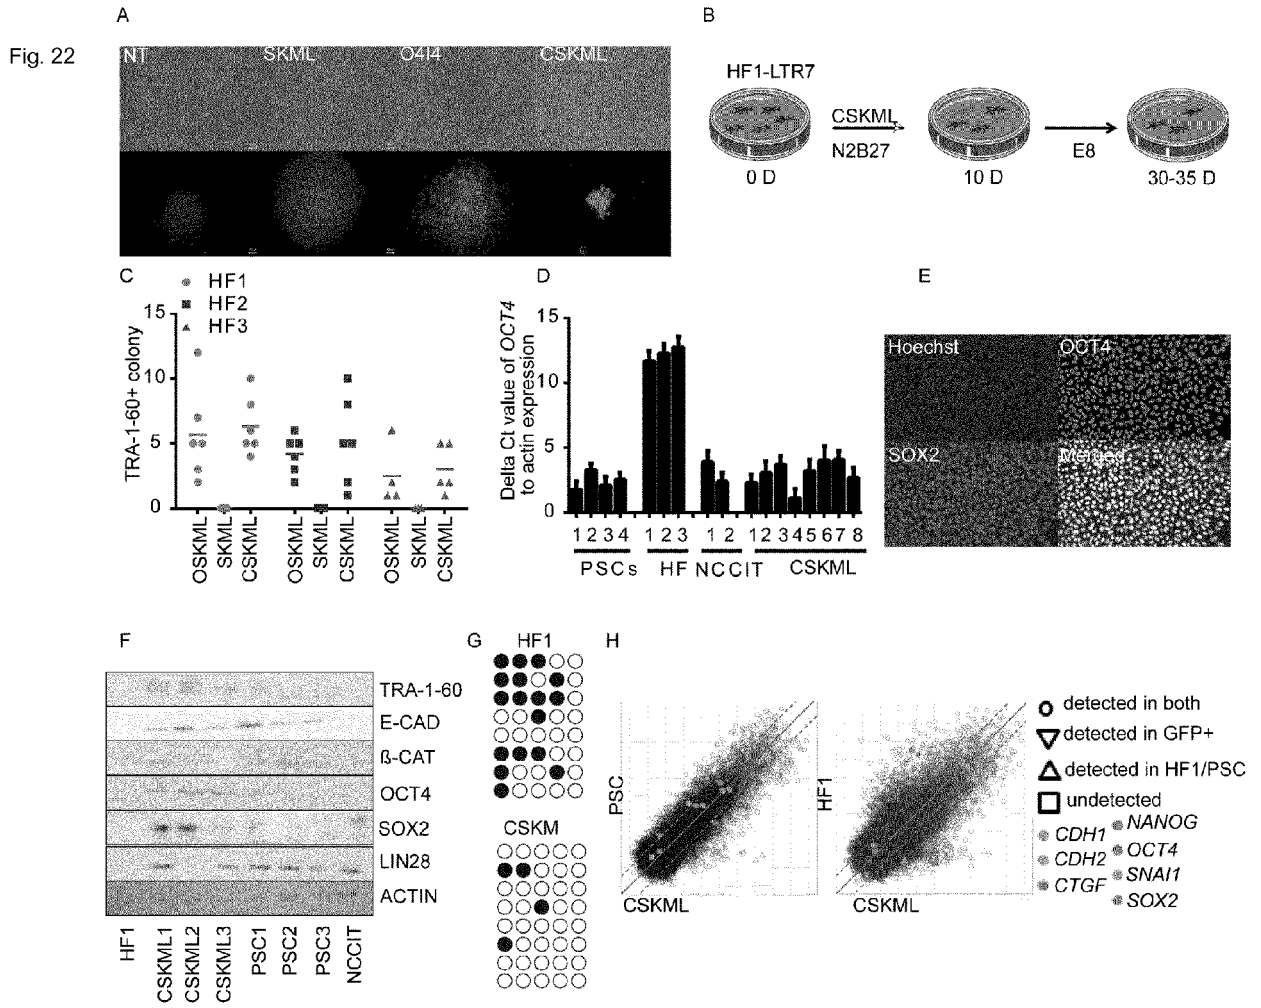 Fig. 22
A
NT SKML O4I4 CSKML
B
HF1-LTR7
CSKML
N2B27
E8
0 D 10 D 30-35 D
C
HF1
HF2
HF3
TRA-1-60+ colony
15
10
5
0
OSKML SKML CSKML OSKML SKML CSKML OSKML SKML CSKML
D
Delta Ct value of OCT4
to actin expression
15
10
5
0
1 2 3 4 1 2 3 1 2 1 2 3 4 5 6 7 8
PSCs HF NCCIT CSKML
E
Hoechst OCT4
SOX2 Merged
F
TRA-1-60
E-CAD
ß-CAT
OCT4
SOX2
LIN28
ACTIN
HF1 CSKML1 CSKML2 CSKML3 PSC1 PSC2 PSC3 NCCIT
G
HF1
CSKM
H
PSC
CSKML
HF1
CSKML
detected in both
detected in GFP+
detected in HF1/PSC
undetected
CDH1
CDH2
CTGF
NANOG
OCT4
SNAI1
SOX2